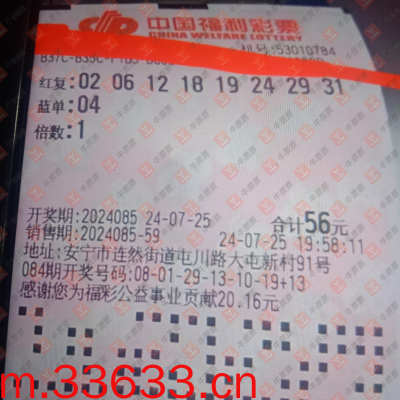 中国福利彩票
CHINA WELFARE LOTTERY
机号:53010784
红复: 02 06 12 18 19 24 29 31
蓝单: 04
倍数: 1
开奖期: 2024085 24-07-25 合计56元
销售期: 2024085-59 24-07-25 19:58:11
地址: 安宁市连然街道屯川路大屯新村91号
084期开奖号码: 08-01-29-13-10-19+13
感谢您为福彩公益事业贡献20.16元
m.33633.cn